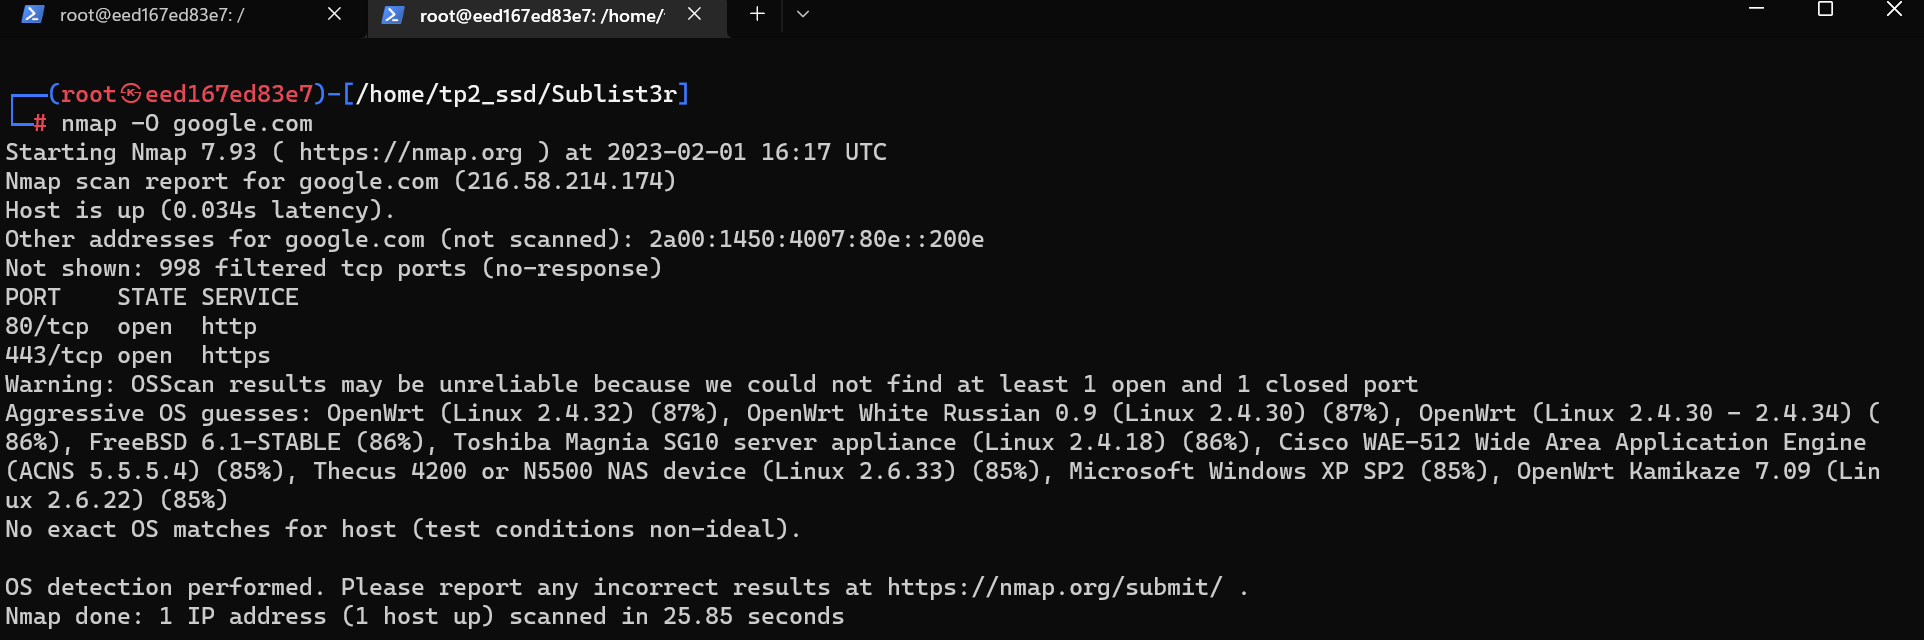 root@eed167ed83e7: /
root@eed167ed83e7: /home/
┌──(root㉿eed167ed83e7)-[/home/tp2_ssd/Sublist3r]
└─# nmap -O google.com
Starting Nmap 7.93 ( https://nmap.org ) at 2023-02-01 16:17 UTC
Nmap scan report for google.com (216.58.214.174)
Host is up (0.034s latency).
Other addresses for google.com (not scanned): 2a00:1450:4007:80e::200e
Not shown: 998 filtered tcp ports (no-response)
PORT    STATE SERVICE
80/tcp  open  http
443/tcp open  https
Warning: OSScan results may be unreliable because we could not find at least 1 open and 1 closed port
Aggressive OS guesses: OpenWrt (Linux 2.4.32) (87%), OpenWrt White Russian 0.9 (Linux 2.4.30) (87%), OpenWrt (Linux 2.4.30 - 2.4.34) (
86%), FreeBSD 6.1-STABLE (86%), Toshiba Magnia SG10 server appliance (Linux 2.4.18) (86%), Cisco WAE-512 Wide Area Application Engine
(ACNS 5.5.5.4) (85%), Thecus 4200 or N5500 NAS device (Linux 2.6.33) (85%), Microsoft Windows XP SP2 (85%), OpenWrt Kamikaze 7.09 (Lin
ux 2.6.22) (85%)
No exact OS matches for host (test conditions non-ideal).
OS detection performed. Please report any incorrect results at https://nmap.org/submit/ .
Nmap done: 1 IP address (1 host up) scanned in 25.85 seconds